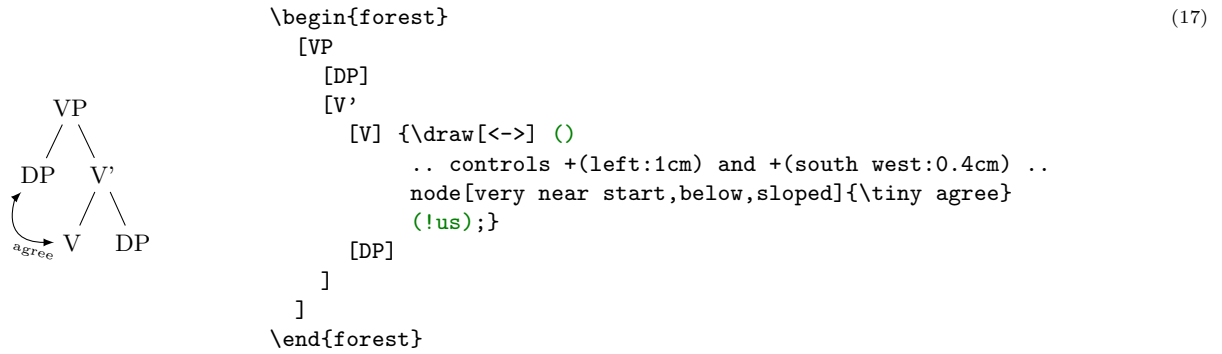 VP
DP V'
V DP
agree
\begin{forest} (17)
[VP
[DP]
[V'
[V] {\draw[<->] ()
.. controls +(left:1cm) and +(south west:0.4cm) ..
node[very near start,below,sloped]{\tiny agree}
(!us);}
[DP]
]
]
\end{forest}